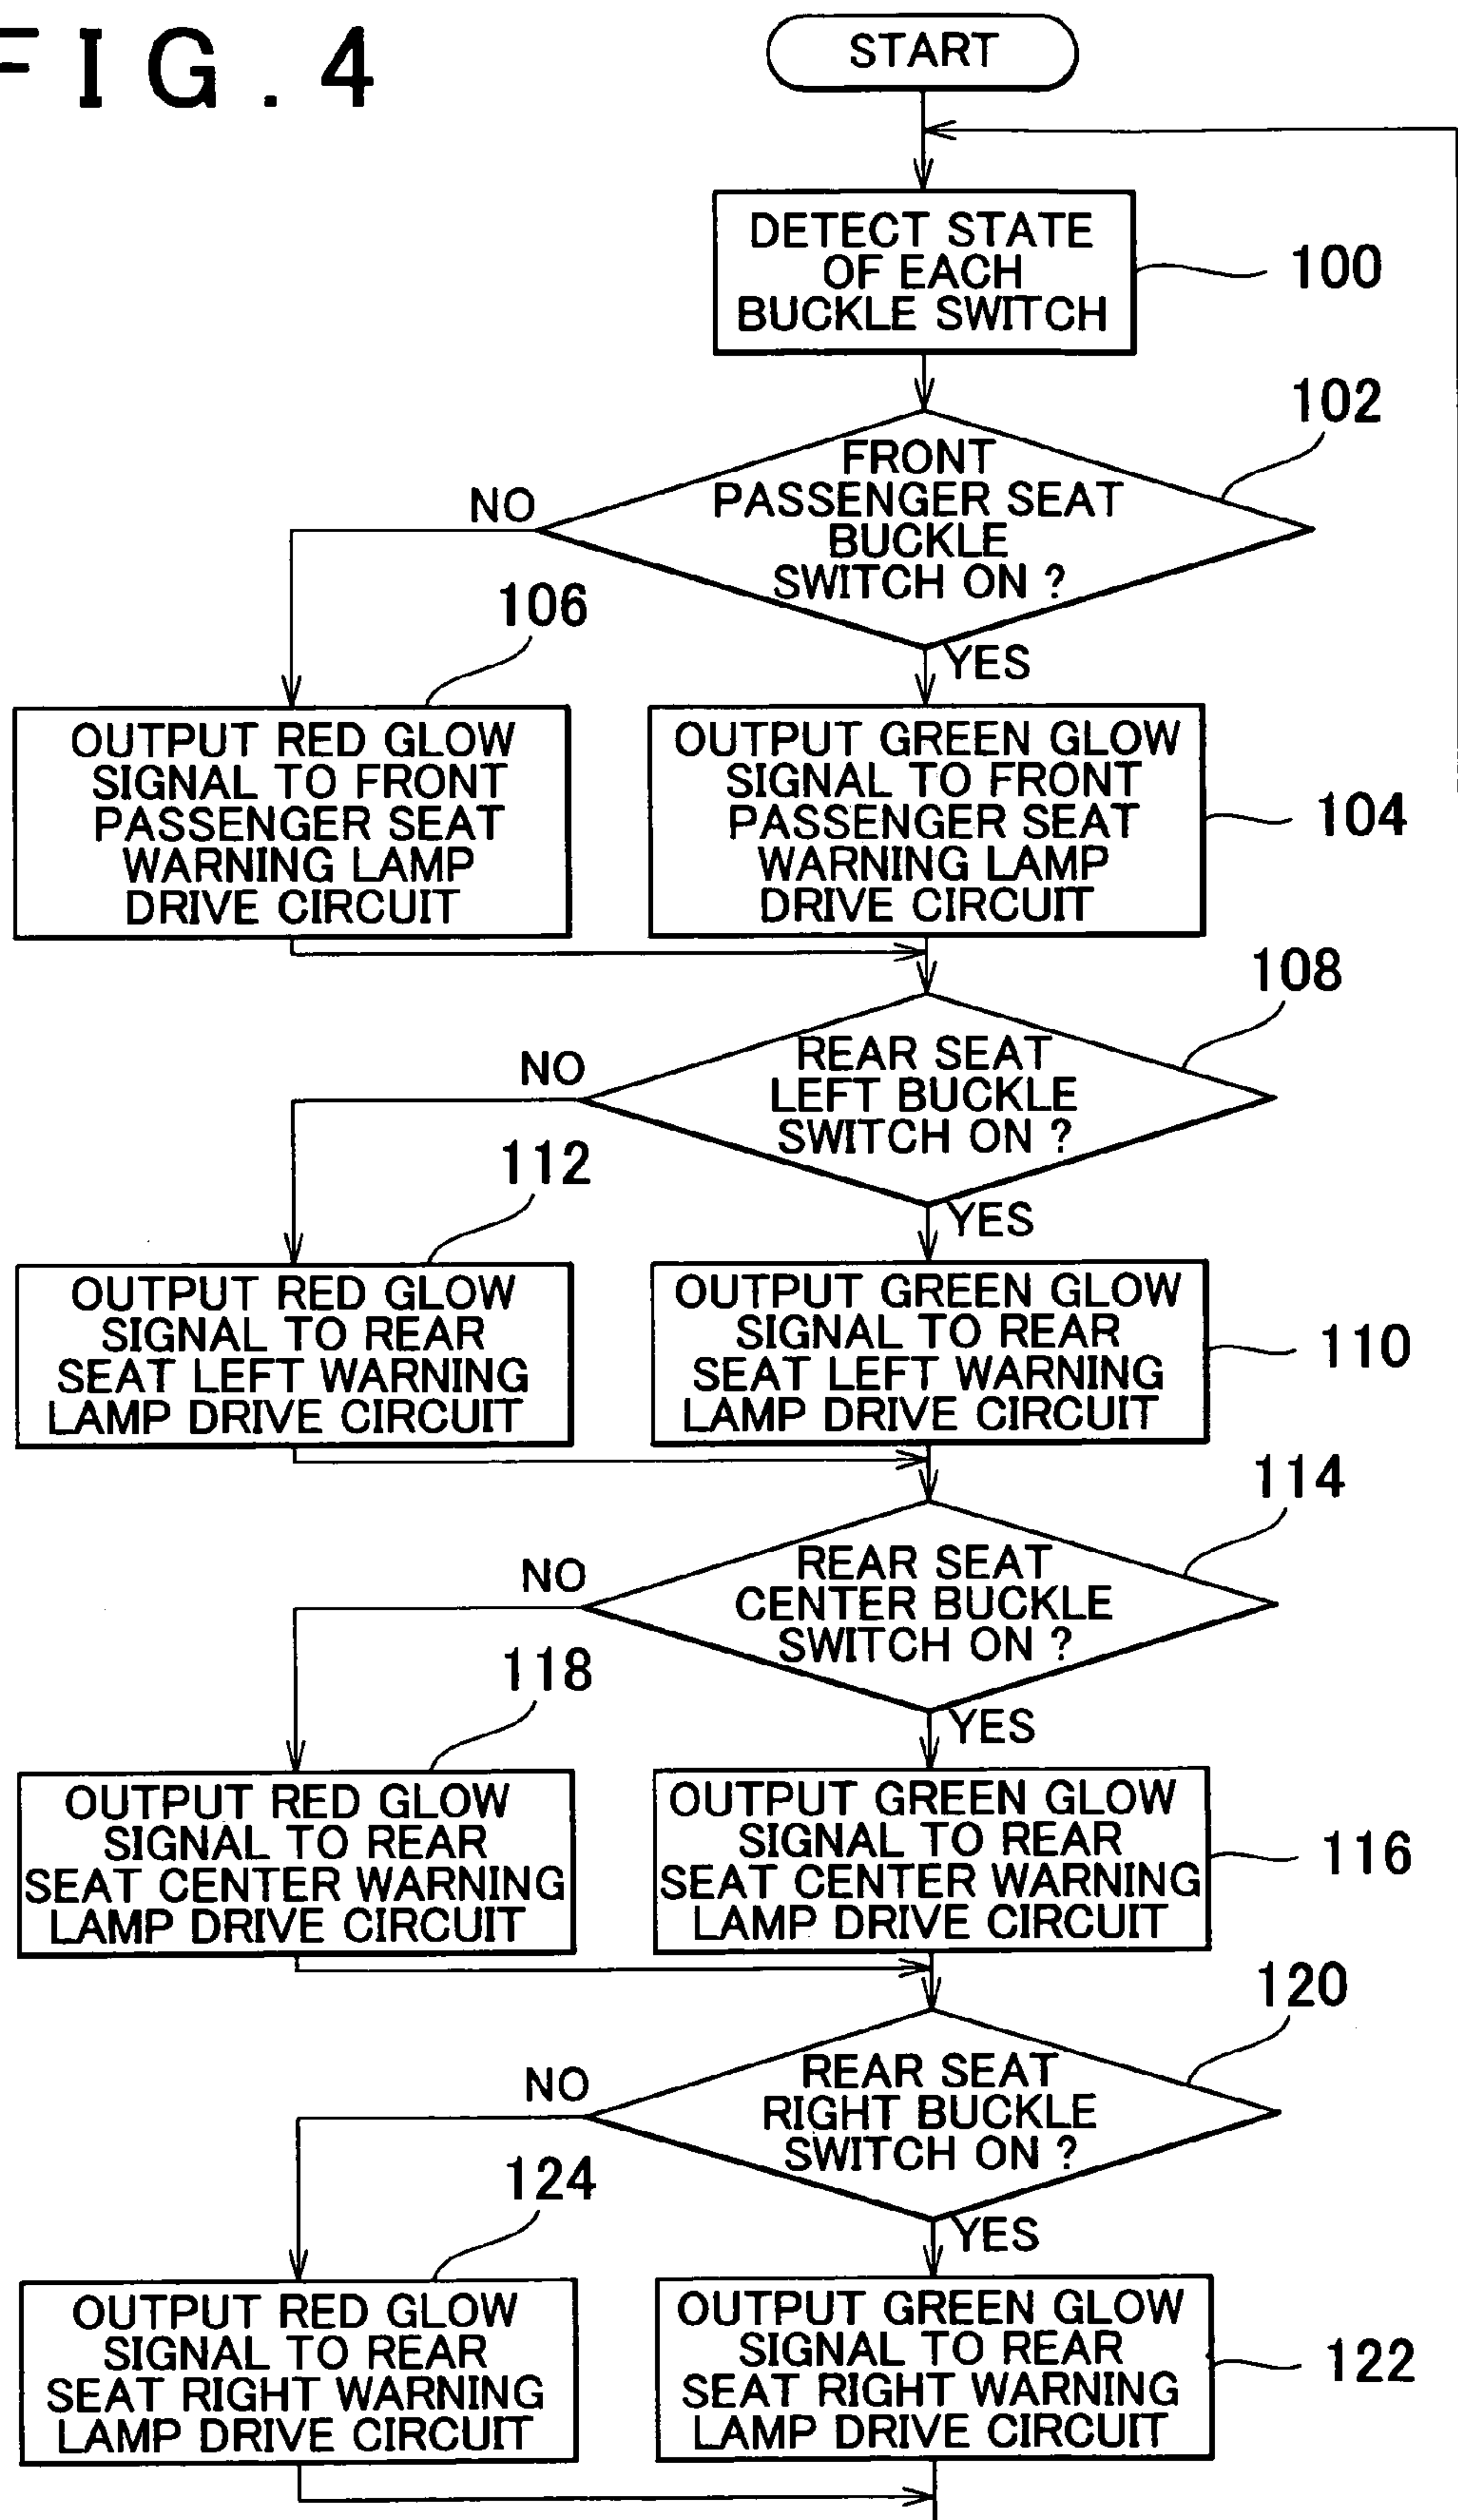 FIG.4
START
DETECT STATE
OF EACH
BUCKLE SWITCH
100
102
FRONT
PASSENGER SEAT
BUCKLE
SWITCH ON ?
NO
YES
106
OUTPUT RED GLOW
SIGNAL TO FRONT
PASSENGER SEAT
WARNING LAMP
DRIVE CIRCUIT
OUTPUT GREEN GLOW
SIGNAL TO FRONT
PASSENGER SEAT
WARNING LAMP
DRIVE CIRCUIT
104
108
REAR SEAT
LEFT BUCKLE
SWITCH ON ?
NO
YES
112
OUTPUT RED GLOW
SIGNAL TO REAR
SEAT LEFT WARNING
LAMP DRIVE CIRCUIT
OUTPUT GREEN GLOW
SIGNAL TO REAR
SEAT LEFT WARNING
LAMP DRIVE CIRCUIT
110
114
REAR SEAT
CENTER BUCKLE
SWITCH ON ?
NO
YES
118
OUTPUT RED GLOW
SIGNAL TO REAR
SEAT CENTER WARNING
LAMP DRIVE CIRCUIT
OUTPUT GREEN GLOW
SIGNAL TO REAR
SEAT CENTER WARNING
LAMP DRIVE CIRCUIT
116
120
REAR SEAT
RIGHT BUCKLE
SWITCH ON ?
NO
YES
124
OUTPUT RED GLOW
SIGNAL TO REAR
SEAT RIGHT WARNING
LAMP DRIVE CIRCUIT
OUTPUT GREEN GLOW
SIGNAL TO REAR
SEAT RIGHT WARNING
LAMP DRIVE CIRCUIT
122